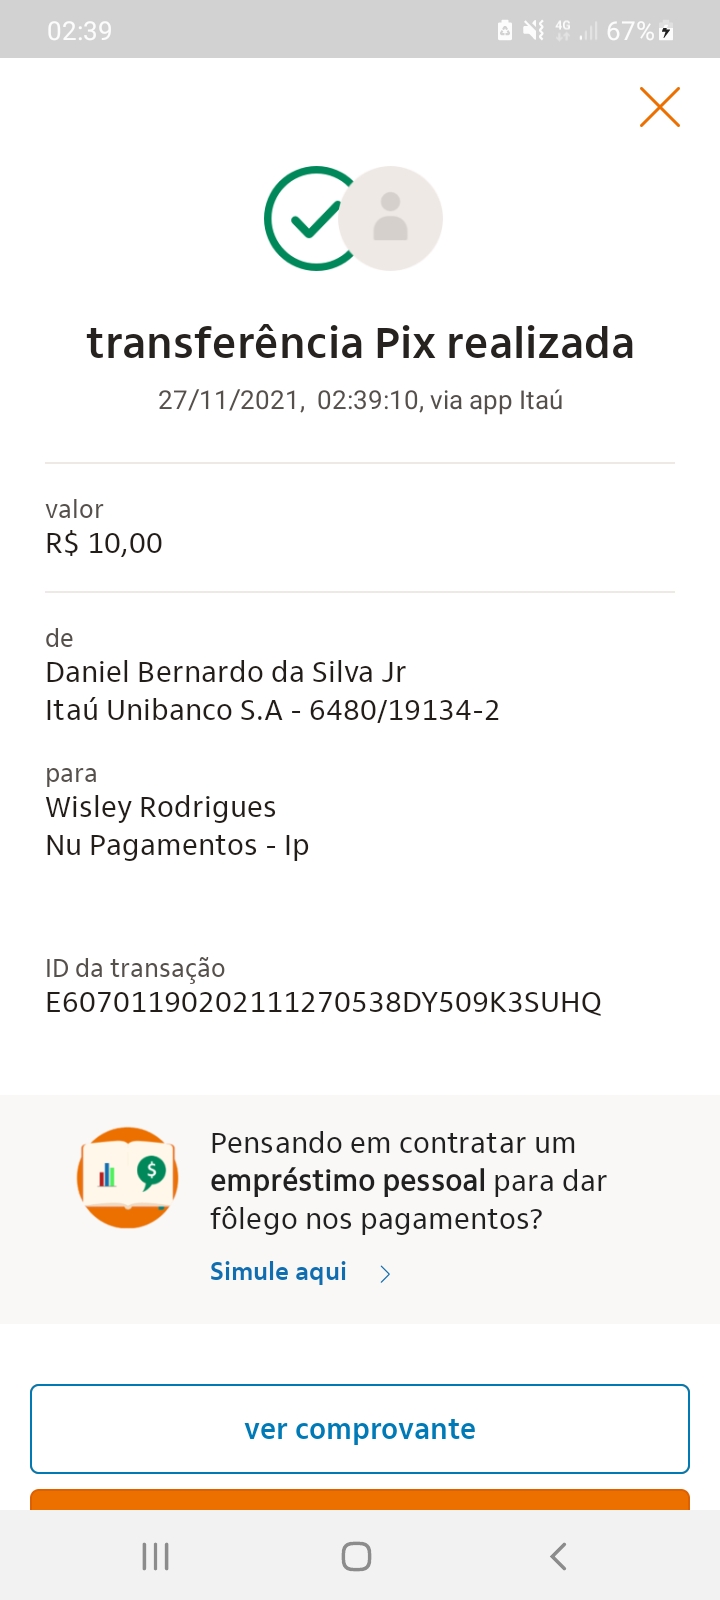 02:39
4G
67%
transferência Pix realizada
27/11/2021, 02:39:10, via app Itaú
valor
R$ 10,00
de
Daniel Bernardo da Silva Jr
Itaú Unibanco S.A - 6480/19134-2
para
Wisley Rodrigues
Nu Pagamentos - Ip
ID da transação
E60701190202111270538DY509K3SUHQ
$
Pensando em contratar um
empréstimo pessoal para dar
fôlego nos pagamentos?
Simule aqui
ver comprovante